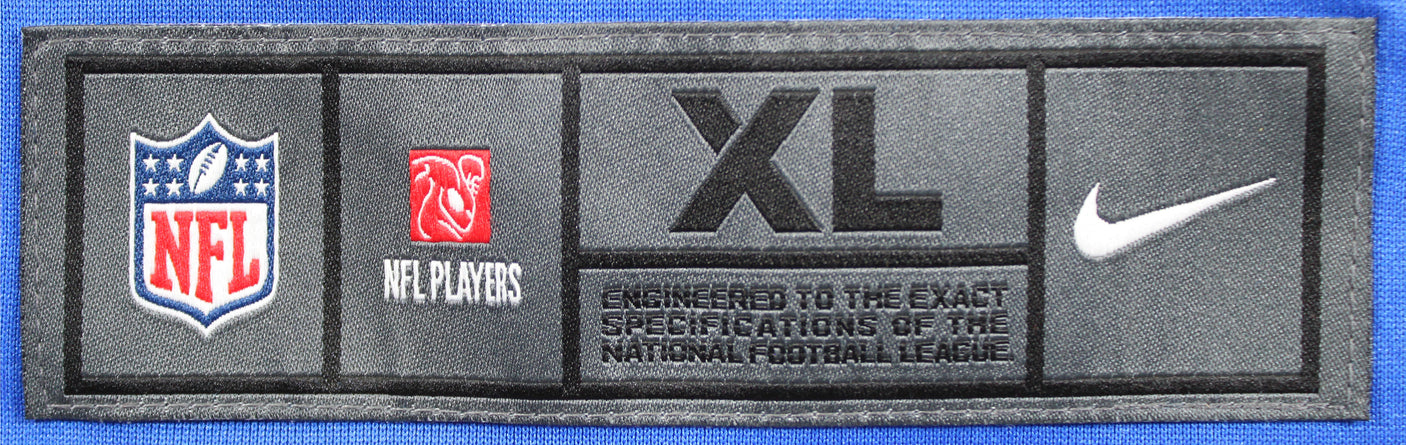 NFL
NFL PLAYERS
XL
ENGINEERED TO THE EXACT
SPECIFICATIONS OF THE
NATIONAL FOOTBALL LEAGUE.